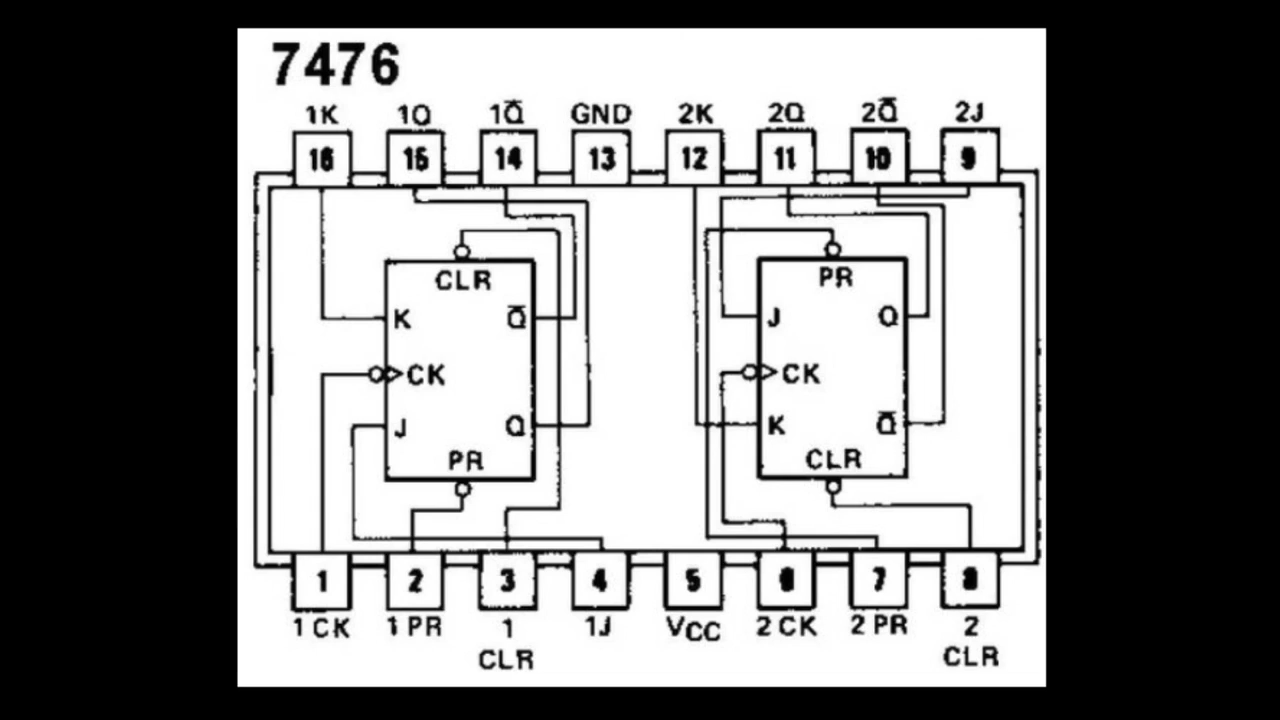 7476
1K 1Q 1Q̅ GND 2K 2Q 2Q̅ 2J
16 15 14 13 12 11 10 9
CLR PR
K Q̅ J Q
CK CK
J Q K Q̅
PR CLR
1 2 3 4 5 6 7 8
1 CK 1 PR 1 CLR 1J VCC 2 CK 2 PR 2 CLR